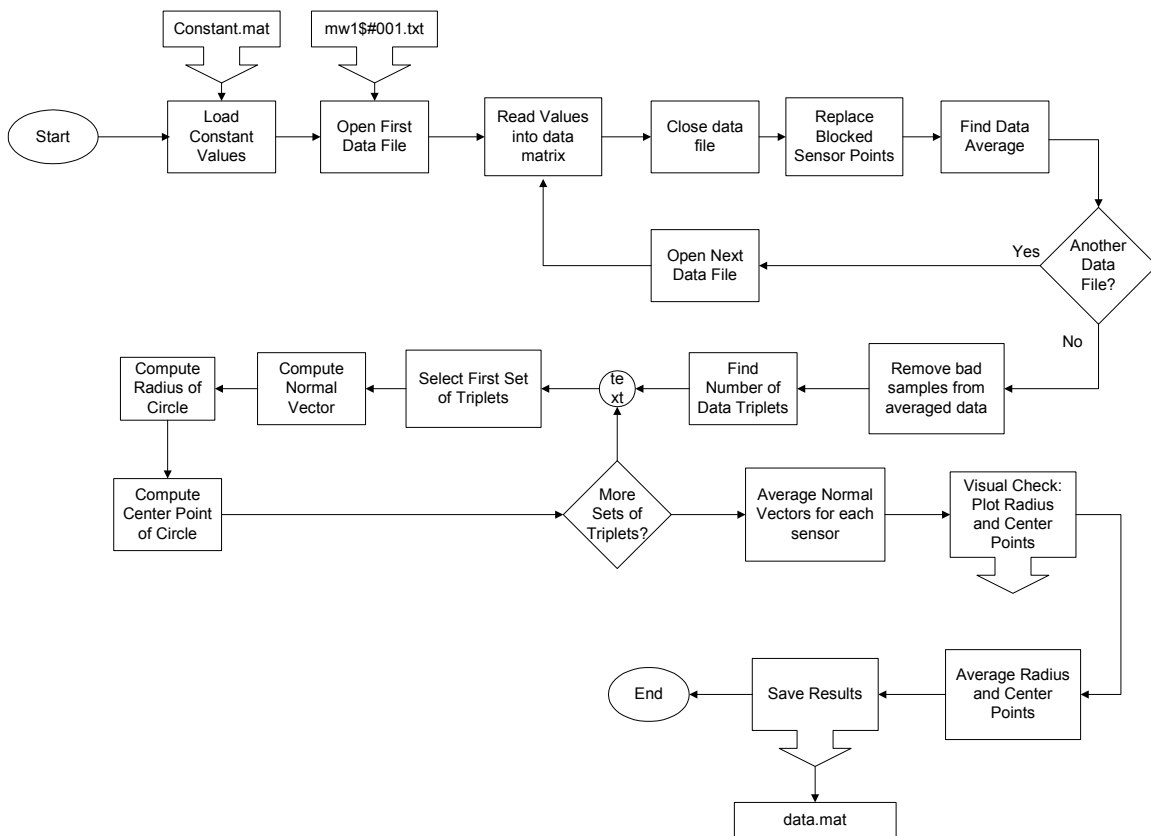 Constant.mat
mw1$#001.txt
Start
Load
Constant
Values
Open First
Data File
Read Values
into data
matrix
Close data
file
Replace
Blocked
Sensor Points
Find Data
Average
Another
Data
File?
Yes
Open Next
Data File
No
Remove bad
samples from
averaged data
Find
Number of
Data Triplets
te
xt
Select First Set
of Triplets
Compute
Normal
Vector
Compute
Radius of
Circle
Compute
Center Point
of Circle
More
Sets of
Triplets?
Average Normal
Vectors for each
sensor
Visual Check:
Plot Radius
and Center
Points
Average Radius
and Center
Points
Save Results
End
data.mat